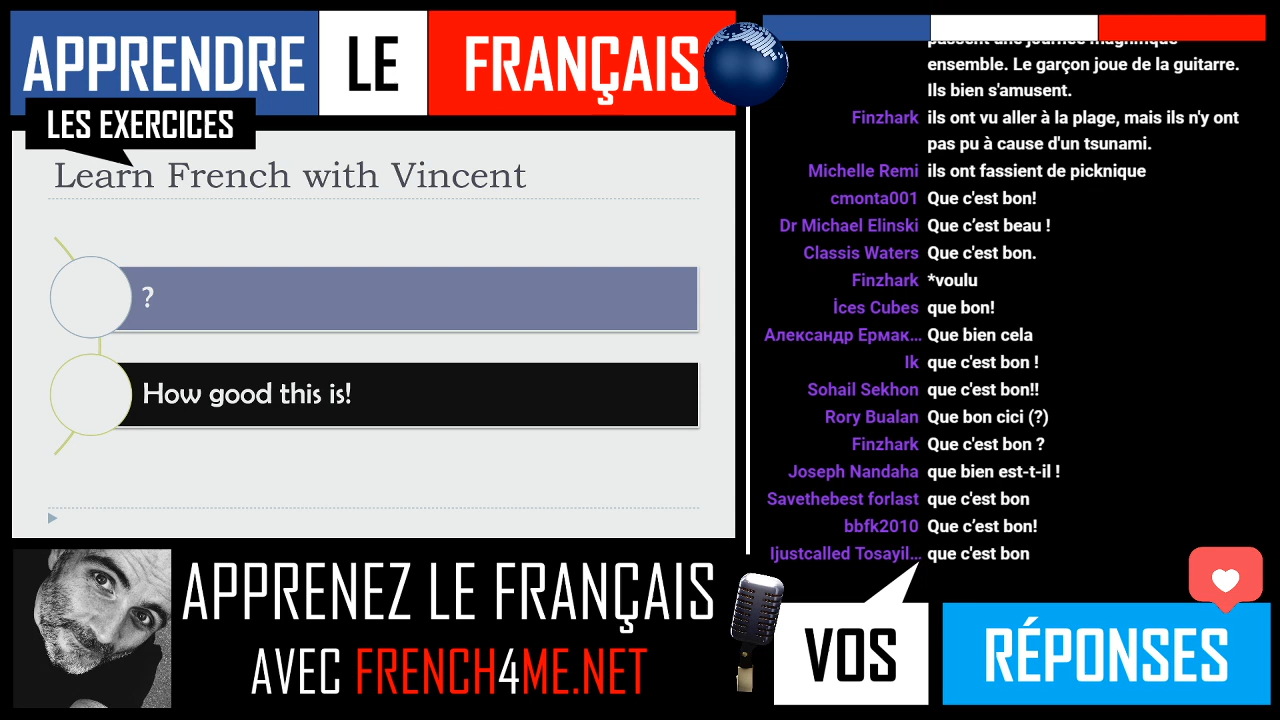 APPRENDRE LE FRANÇAIS
LES EXERCICES
Learn French with Vincent
?
How good this is!
APPRENEZ LE FRANÇAIS
AVEC FRENCH4ME.NET
ensemble. Le garçon joue de la guitarre.
Ils bien s'amusent.
Finzhark ils ont vu aller à la plage, mais ils n'y ont
pas pu à cause d'un tsunami.
Michelle Remi ils ont fassient de picknique
cmonta001 Que c'est bon!
Dr Michael Elinski Que c’est beau !
Classis Waters Que c'est bon.
Finzhark *voulu
İces Cubes que bon!
Александр Ермак... Que bien cela
Ik que c'est bon !
Sohail Sekhon que c'est bon!!
Rory Bualan Que bon cici (?)
Finzhark Que c'est bon ?
Joseph Nandaha que bien est-t-il !
Savethebest forlast que c'est bon
bbfk2010 Que c’est bon!
Ijustcalled Tosayil... que c'est bon
VOS RÉPONSES